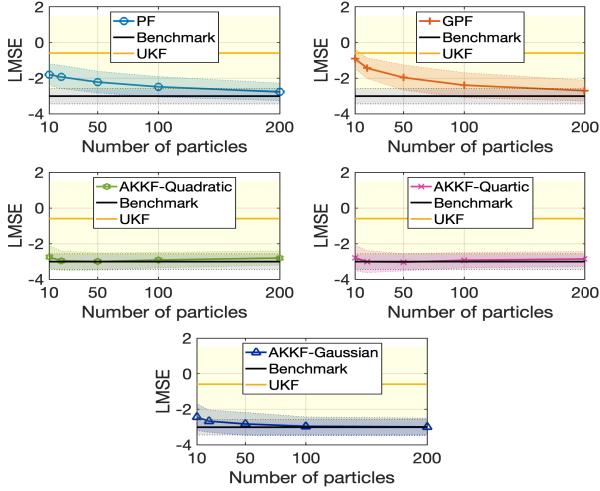 2
0
-2
-4
LMSE
PF
Benchmark
UKF
10 50 100 200
Number of particles
2
0
-2
-4
LMSE
GPF
Benchmark
UKF
10 50 100 200
Number of particles
2
0
-2
-4
LMSE
AKKF-Quadratic
Benchmark
UKF
10 50 100 200
Number of particles
2
0
-2
-4
LMSE
AKKF-Quartic
Benchmark
UKF
10 50 100 200
Number of particles
2
0
-2
-4
LMSE
AKKF-Gaussian
Benchmark
UKF
10 50 100 200
Number of particles